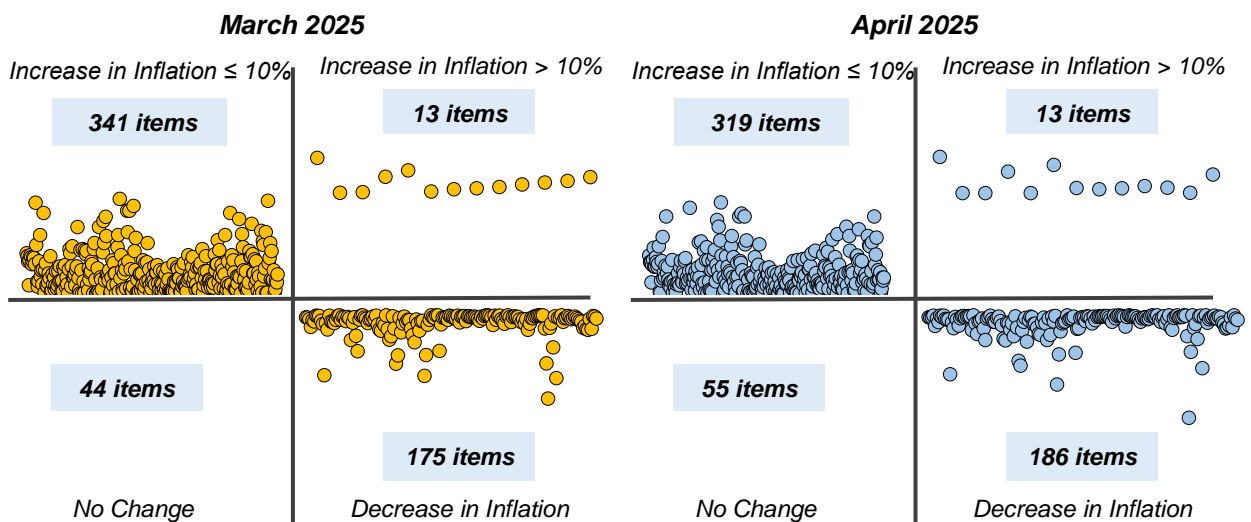 March 2025
Increase in Inflation ≤ 10%
Increase in Inflation > 10%
341 items
13 items
44 items
175 items
No Change
Decrease in Inflation
April 2025
Increase in Inflation ≤ 10%
Increase in Inflation > 10%
319 items
13 items
55 items
186 items
No Change
Decrease in Inflation